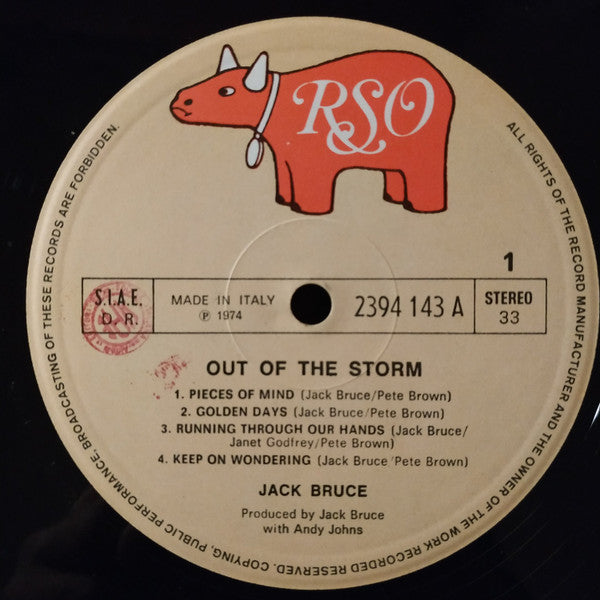 RSO
ALL RIGHTS OF THE RECORD MANUFACTURER AND THE OWNER OF THE WORK RECORDED RESERVED. COPYING, PUBLIC PERFORMANCE, BROADCASTING OF THESE RECORDS ARE FORBIDDEN.
1
S.I.A.E.
D.R.
MADE IN ITALY
Ⓟ 1974
2394 143 A
STEREO
33
OUT OF THE STORM
1. PIECES OF MIND (Jack Bruce/Pete Brown)
2. GOLDEN DAYS (Jack Bruce/Pete Brown)
3. RUNNING THROUGH OUR HANDS (Jack Bruce/
Janet Godfrey/Pete Brown)
4. KEEP ON WONDERING (Jack Bruce/Pete Brown)
JACK BRUCE
Produced by Jack Bruce
with Andy Johns